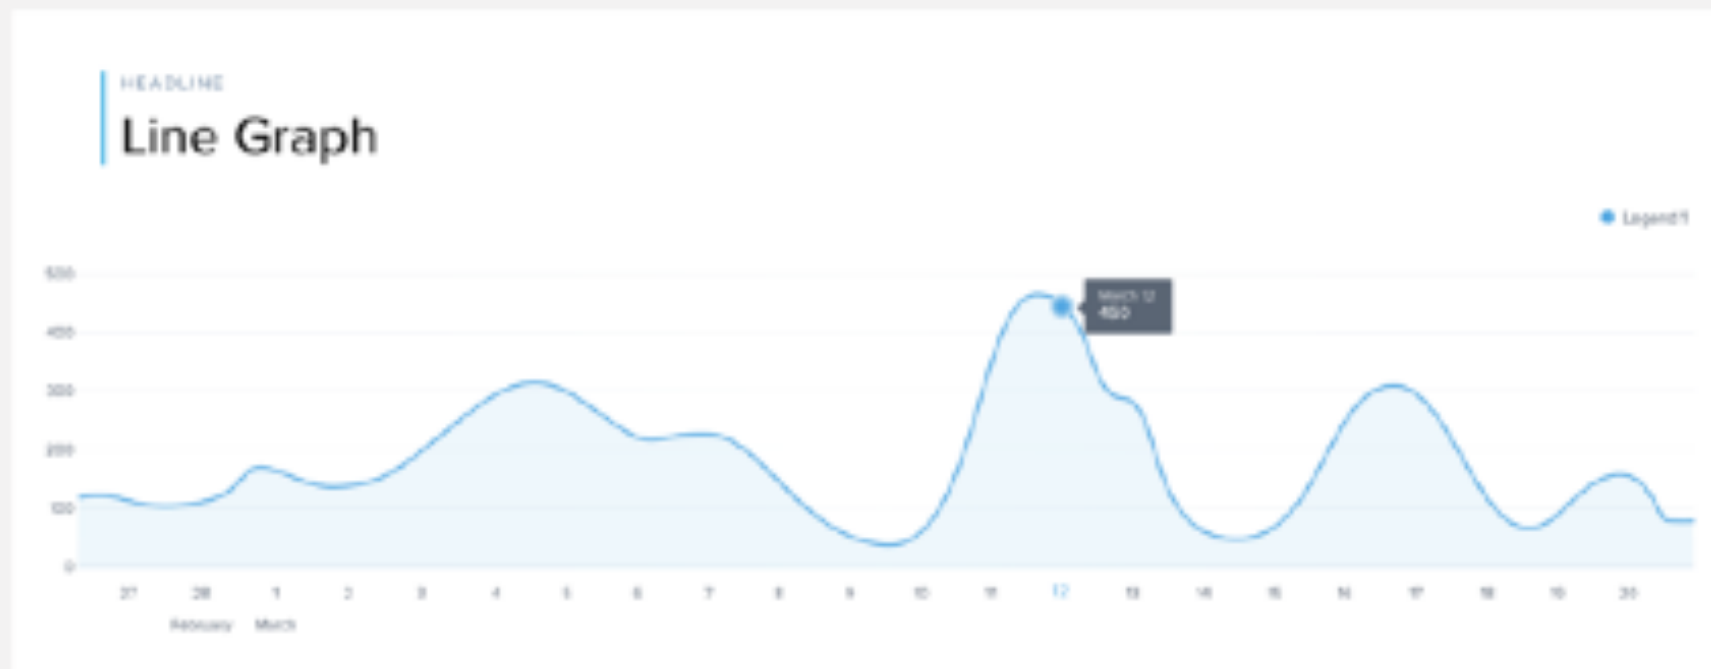 HEADLINE
Line Graph
Legend 1
500
400
300
200
100
0
March 12
27 28 1 2 3 4 5 6 7 8 9 10 11 12 13 14 15 16 17 18 19 20
February March